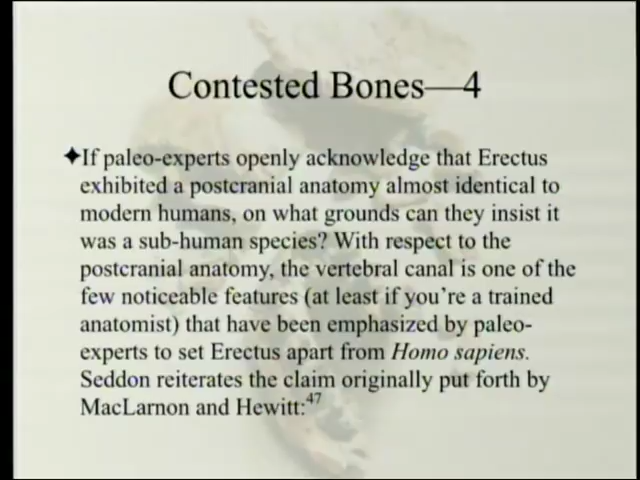 Contested Bones—4
✦If paleo-experts openly acknowledge that Erectus
exhibited a postcranial anatomy almost identical to
modern humans, on what grounds can they insist it
was a sub-human species? With respect to the
postcranial anatomy, the vertebral canal is one of the
few noticeable features (at least if you’re a trained
anatomist) that have been emphasized by paleo-
experts to set Erectus apart from Homo sapiens.
Seddon reiterates the claim originally put forth by
MacLarnon and Hewitt:47